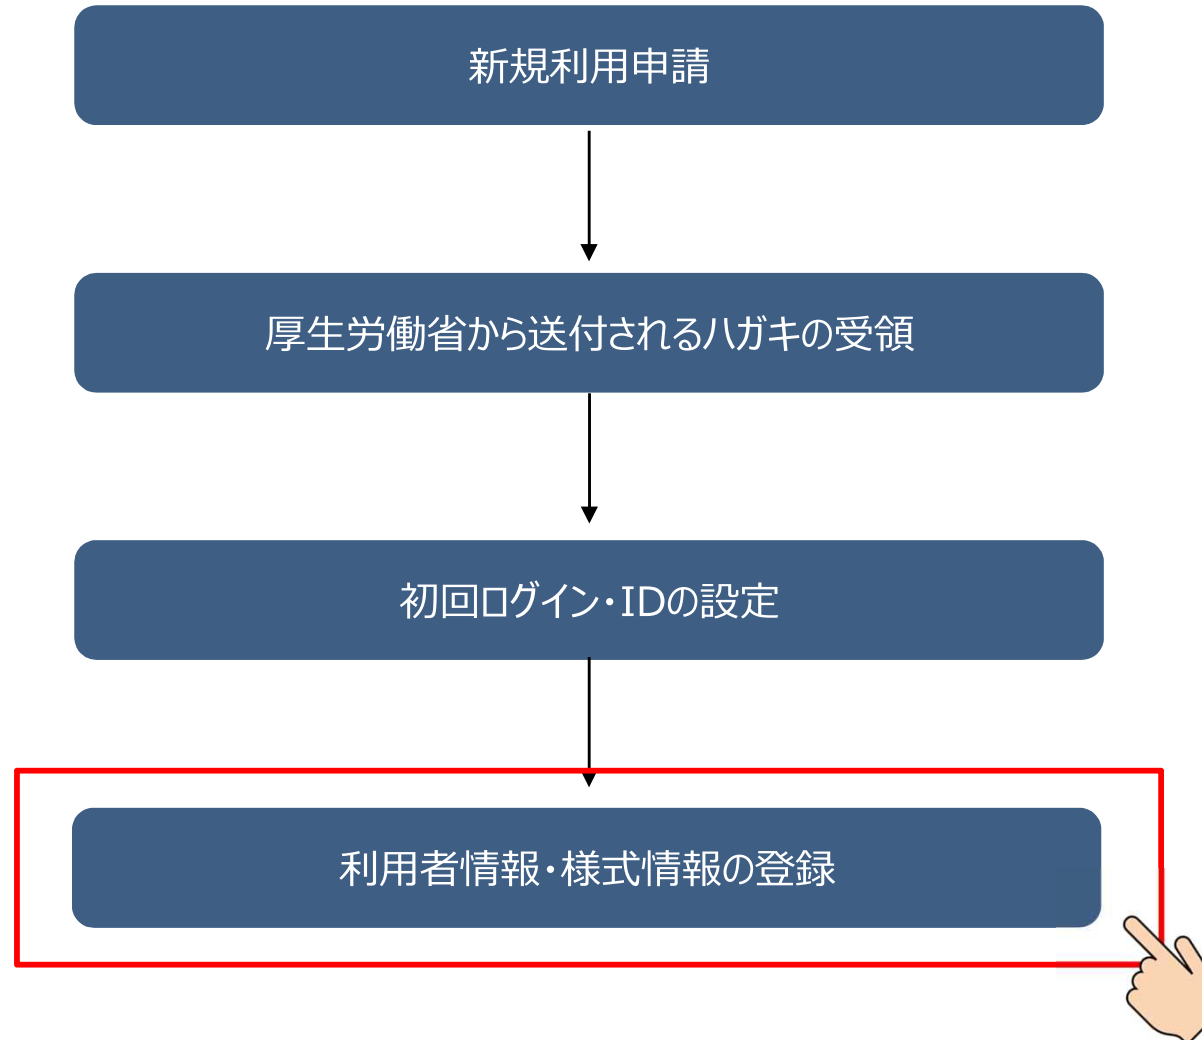 新規利用申請
厚生労働省から送付されるハガキの受領
初回ログイン・IDの設定
利用者情報・様式情報の登録